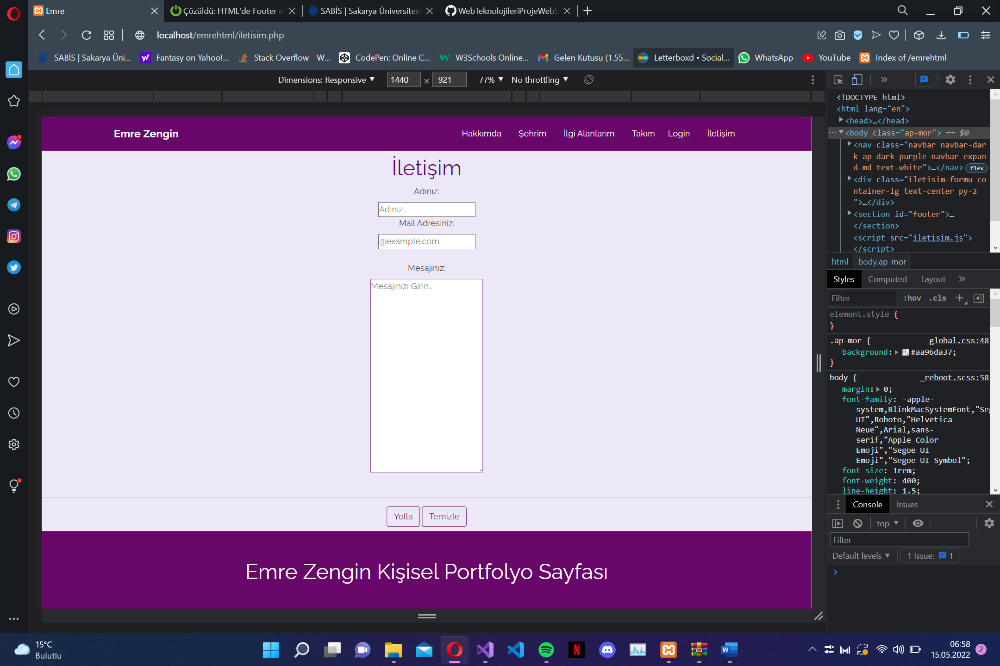 Emre
Çözüldü: HTML'de Footer n
SABİS | Sakarya Üniversitesi
WebTeknolojileriProjeWebS
localhost/emrehtml/iletisim.php
SABİS | Sakarya Üni...
Fantasy on Yahoo!...
Stack Overflow - W...
CodePen: Online C...
W3Schools Online...
Gelen Kutusu (1.55...
Letterboxd • Social...
WhatsApp
YouTube
Index of /emrehtml
Dimensions: Responsive ▼ 1440 × 921 77% ▼ No throttling ▼
Emre Zengin
Hakkımda Şehrim İlgi Alanlarım Takım Login İletişim
İletişim
Adınız:
Adınız..
Mail Adresiniz:
@example.com
Mesajınız:
Mesajınızı Girin..
Yolla Temizle
Emre Zengin Kişisel Portfolyo Sayfası
<!DOCTYPE html>
<html lang="en">
<head>…</head>
<body class="ap-mor"> == $0
<nav class="navbar navbar-dar
k ap-dark-purple navbar-expan
d-md text-white">…</nav> flex
<div class="iletisim-formu co
ntainer-lg text-center py-2
">…</div>
<section id="footer">…
</section>
<script src="iletisim.js">
</script>
html body.ap-mor
Styles Computed Layout
Filter :hov .cls
element.style {
}
.ap-mor { global.css:48
background: #aa96da37;
}
body { _reboot.scss:58
margin: 0;
font-family: -apple-
system,BlinkMacSystemFont,"Seg
UI",Roboto,"Helvetica
Neue",Arial,sans-
serif,"Apple Color
Emoji","Segoe UI
Emoji","Segoe UI Symbol";
font-size: 1rem;
font-weight: 400;
line-height: 1.5;
Console Issues
top ▼
Filter
Default levels ▼ 1 Issue: 1
15°C
Bulutlu
06:58
15.05.2022
2